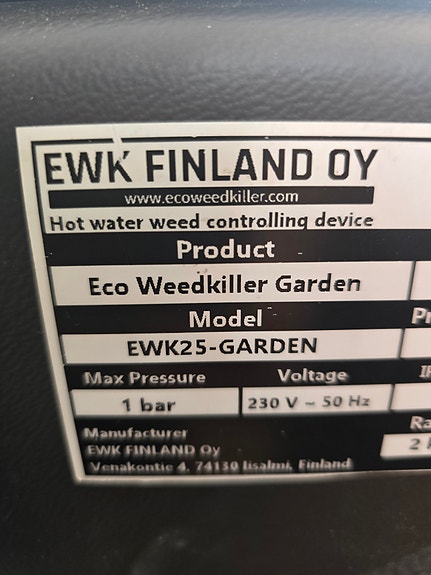 EWK FINLAND OY
www.ecoweedkiller.com
Hot water weed controlling device
Product
Eco Weedkiller Garden
Model
EWK25-GARDEN
Max Pressure Voltage
1 bar 230 V ~ 50 Hz
Manufacturer
EWK FINLAND Oy
Venakontie 4, 74130 Iisalmi, Finland